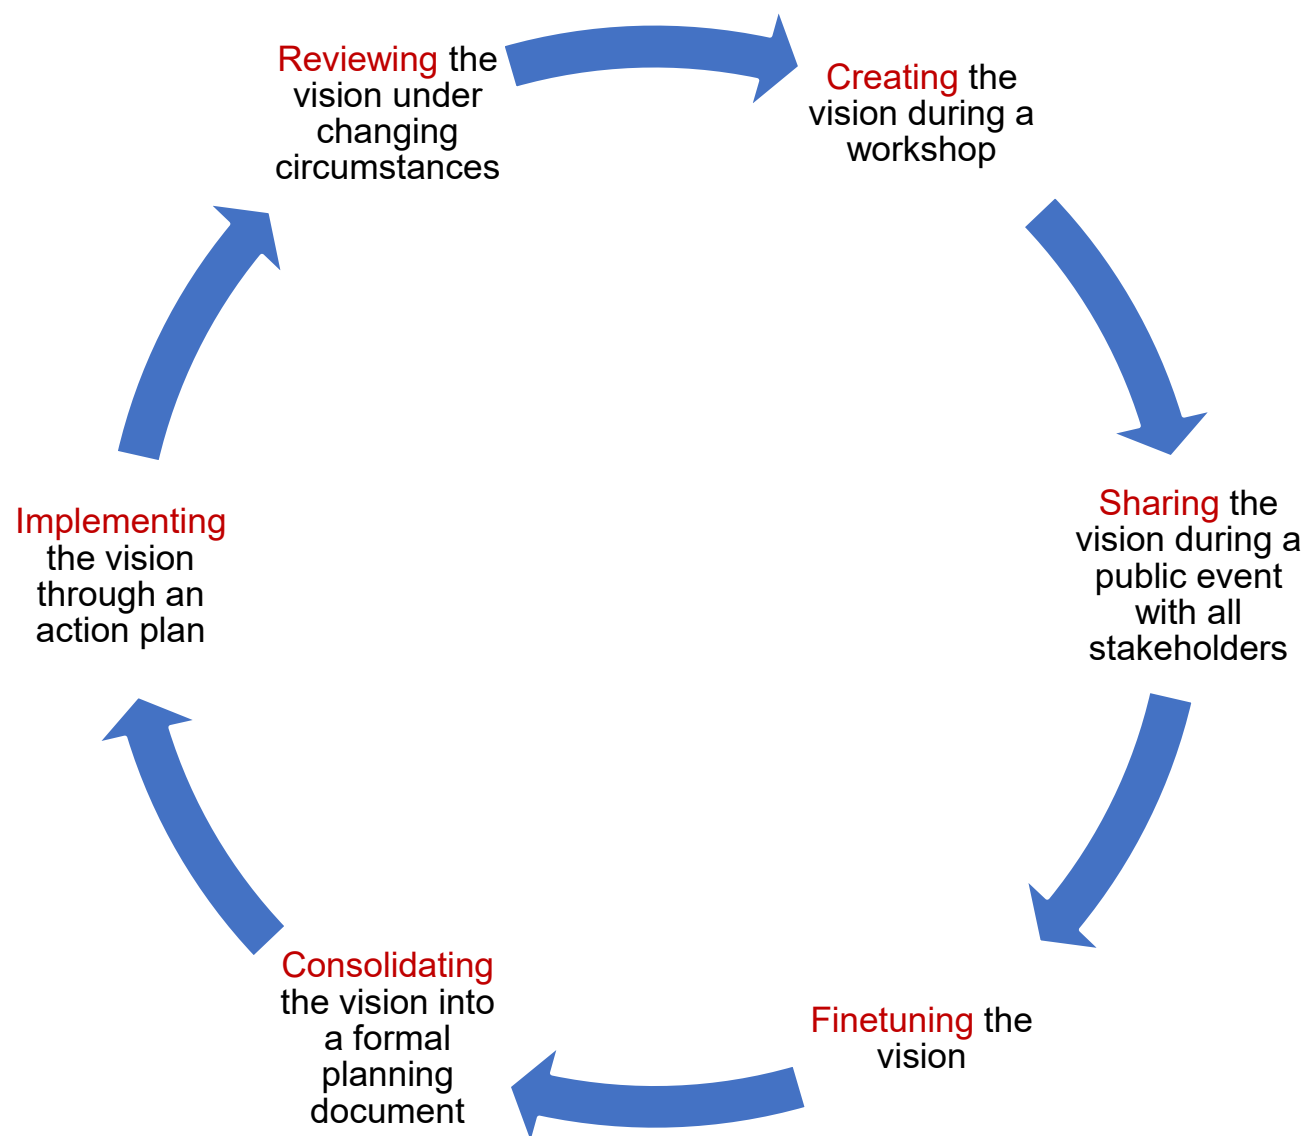 Reviewing the
vision under
changing
circumstances
Creating the
vision during a
workshop
Sharing the
vision during a
public event
with all
stakeholders
Finetuning the
vision
Consolidating
the vision into
a formal
planning
document
Implementing
the vision
through an
action plan